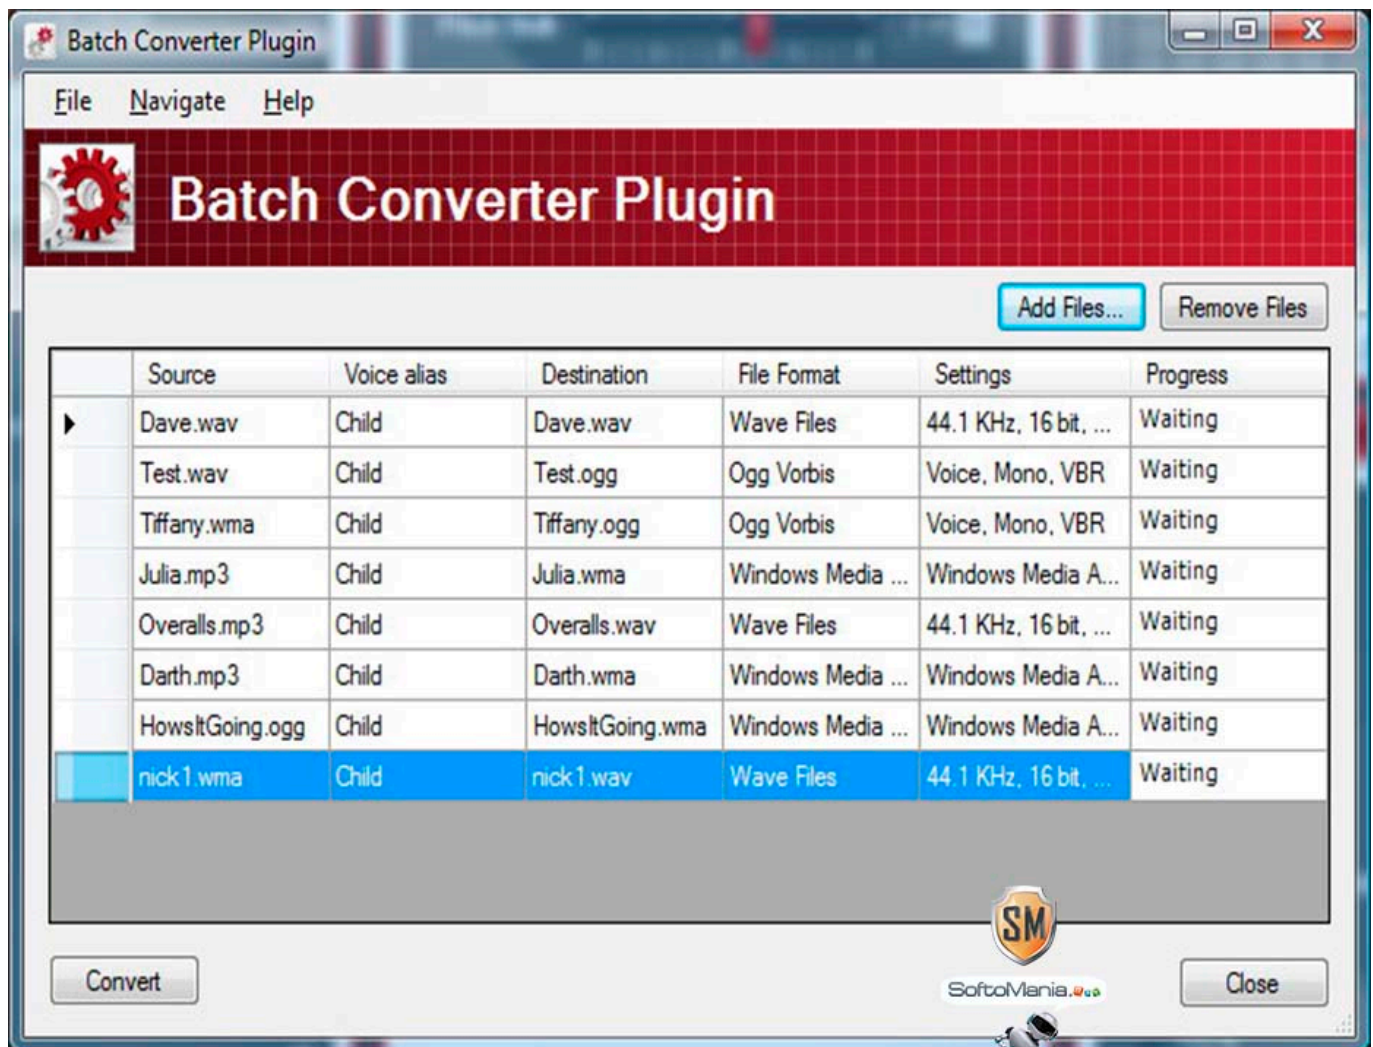 Batch Converter Plugin
File Navigate Help
Batch Converter Plugin
Add Files... Remove Files
Source Voice alias Destination File Format Settings Progress
Dave.wav Child Dave.wav Wave Files 44.1 KHz, 16 bit, ... Waiting
Test.wav Child Test.ogg Ogg Vorbis Voice, Mono, VBR Waiting
Tiffany.wma Child Tiffany.ogg Ogg Vorbis Voice, Mono, VBR Waiting
Julia.mp3 Child Julia.wma Windows Media ... Windows Media A... Waiting
Overalls.mp3 Child Overalls.wav Wave Files 44.1 KHz, 16 bit, ... Waiting
Darth.mp3 Child Darth.wma Windows Media ... Windows Media A... Waiting
HowsItGoing.ogg Child HowsItGoing.wma Windows Media ... Windows Media A... Waiting
nick1.wma Child nick1.wav Wave Files 44.1 KHz, 16 bit, ... Waiting
SM
Convert SoftoMania. Close